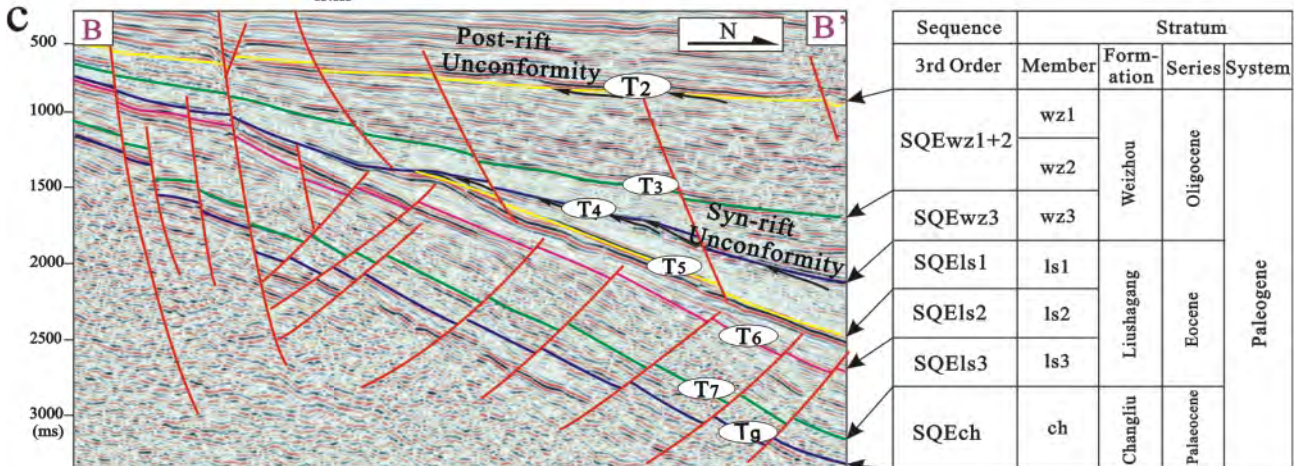 C
B
B'
N
500
1000
1500
2000
2500
3000
(ms)
Post-rift
Unconformity
T2
T3
T4
Syn-rift
Unconformity
T5
T6
T7
Tg
Sequence Stratum
3rd Order Member Form-
ation Series System
SQEwz1+2 wz1
wz2
SQEwz3 wz3
Weizhou Oligocene
SQEls1 ls1
SQEls2 ls2
SQEls3 ls3
Liushagang Eocene
Paleogene
SQEch ch Changliu Palaeocene